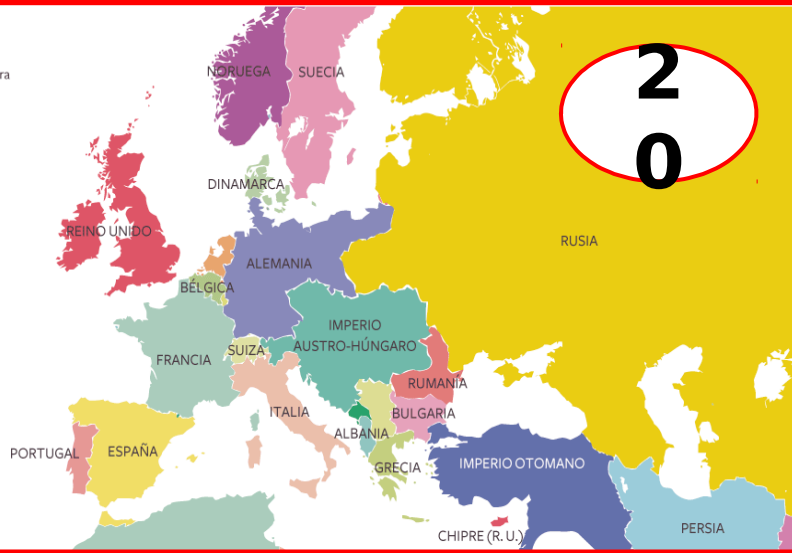 2
0
ra
NORUEGA
SUECIA
DINAMARCA
REINO UNIDO
RUSIA
ALEMANIA
BÉLGICA
IMPERIO
AUSTRO-HÚNGARO
SUIZA
FRANCIA
RUMANÍA
ITALIA
BULGARIA
ALBANIA
PORTUGAL
ESPAÑA
GRECIA
IMPERIO OTOMANO
PERSIA
CHIPRE (R. U.)